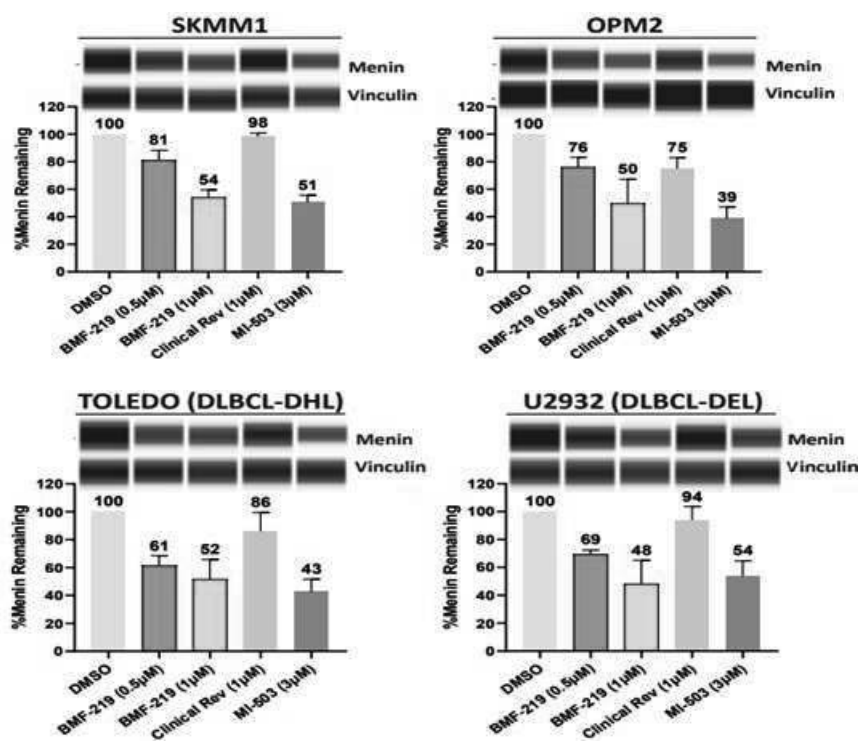 SKMM1
Menin
Vinculin
120
100
80
60
40
20
0
%Menin Remaining
100
81
54
98
51
DMSO
BMF-219 (0.5μM)
BMF-219 (1μM)
Clinical Rev (1μM)
MI-503 (3μM)
OPM2
Menin
Vinculin
120
100
80
60
40
20
0
%Menin Remaining
100
76
50
75
39
DMSO
BMF-219 (0.5μM)
BMF-219 (1μM)
Clinical Rev (1μM)
MI-503 (3μM)
TOLEDO (DLBCL-DHL)
Menin
Vinculin
120
100
80
60
40
20
0
%Menin Remaining
100
61
52
86
43
DMSO
BMF-219 (0.5μM)
BMF-219 (1μM)
Clinical Rev (1μM)
MI-503 (3μM)
U2932 (DLBCL-DEL)
Menin
Vinculin
120
100
80
60
40
20
0
%Menin Remaining
100
69
48
94
54
DMSO
BMF-219 (0.5μM)
BMF-219 (1μM)
Clinical Rev (1μM)
MI-503 (3μM)